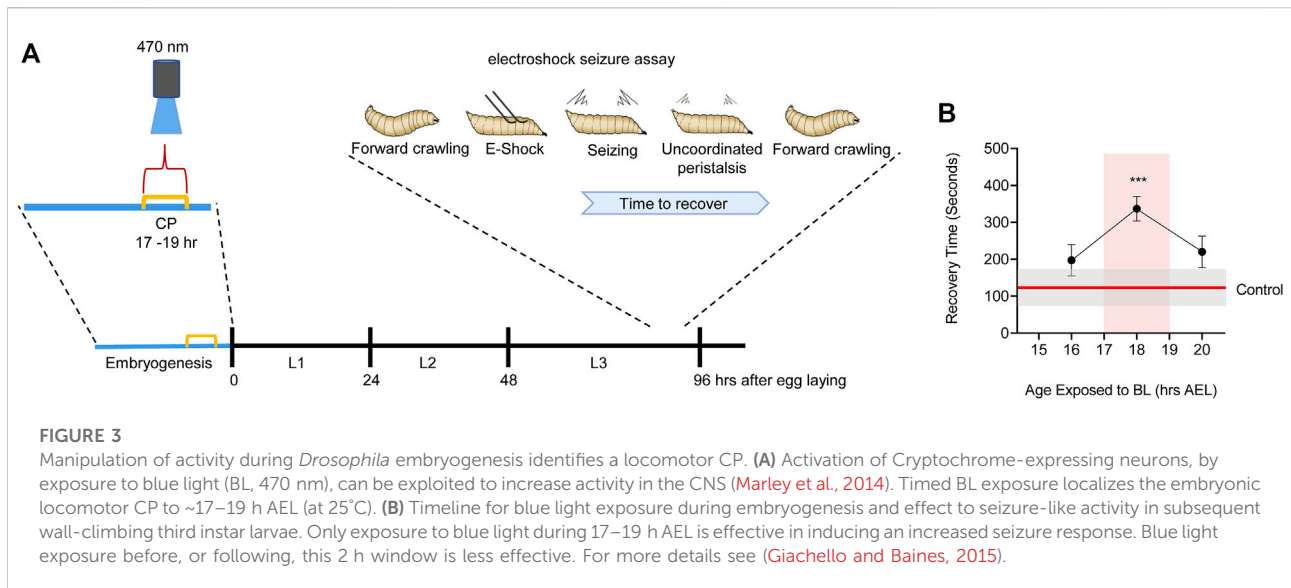 A
470 nm
CP
17 -19 hr
electroshock seizure assay
Forward crawling
E-Shock
Seizing
Uncoordinated
peristalsis
Forward crawling
Time to recover
Embryogenesis
L1
L2
L3
0
24
48
96 hrs after egg laying
B
Recovery Time (Seconds)
500
400
300
200
100
0
***
Control
15 16 17 18 19 20
Age Exposed to BL (hrs AEL)
FIGURE 3
Manipulation of activity during Drosophila embryogenesis identifies a locomotor CP. (A) Activation of Cryptochrome-expressing neurons, by
exposure to blue light (BL, 470 nm), can be exploited to increase activity in the CNS (Marley et al., 2014). Timed BL exposure localizes the embryonic
locomotor CP to ~17–19 h AEL (at 25°C). (B) Timeline for blue light exposure during embryogenesis and effect to seizure-like activity in subsequent
wall-climbing third instar larvae. Only exposure to blue light during 17–19 h AEL is effective in inducing an increased seizure response. Blue light
exposure before, or following, this 2 h window is less effective. For more details see (Giachello and Baines, 2015).